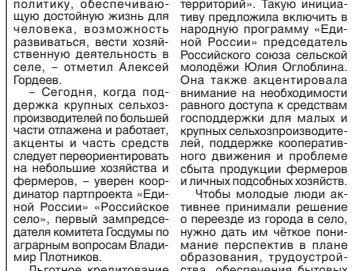 политику, обеспечиваю-
щую достойную жизнь для
человека, возможность
развиваться, вести хозяй-
ственную деятельность в
селе, – отметил Алексей
Гордеев.
– Сегодня, когда под-
держка крупных сельхоз-
производителей по большей
части отлажена и работает,
акценты и часть средств
следует переориентировать
на небольшие хозяйства и
фермеров, – уверен коор-
динатор партпроекта «Еди-
ной России» «Российское
село», первый зампредсе-
дателя комитета Госдумы по
аграрным вопросам Влади-
мир Плотников.
Льготное кредитование
территорий». Такую инициа-
тиву предложила включить в
народную программу «Еди-
ной России» председатель
Российского союза сельской
молодёжи Юлия Оглоблина.
Она также акцентировала
внимание на необходимости
равного доступа к средствам
господдержки для малых и
крупных сельхозпроизводите-
лей, поддержке кооператив-
ного движения и проблеме
сбыта продукции фермеров
и личных подсобных хозяйств.
Чтобы молодые люди ак-
тивнее принимали решение
о переезде из города в село,
нужно дать им чёткое пони-
мание перспектив в плане
образования, трудоустрой-
ства, обеспечения бытовых